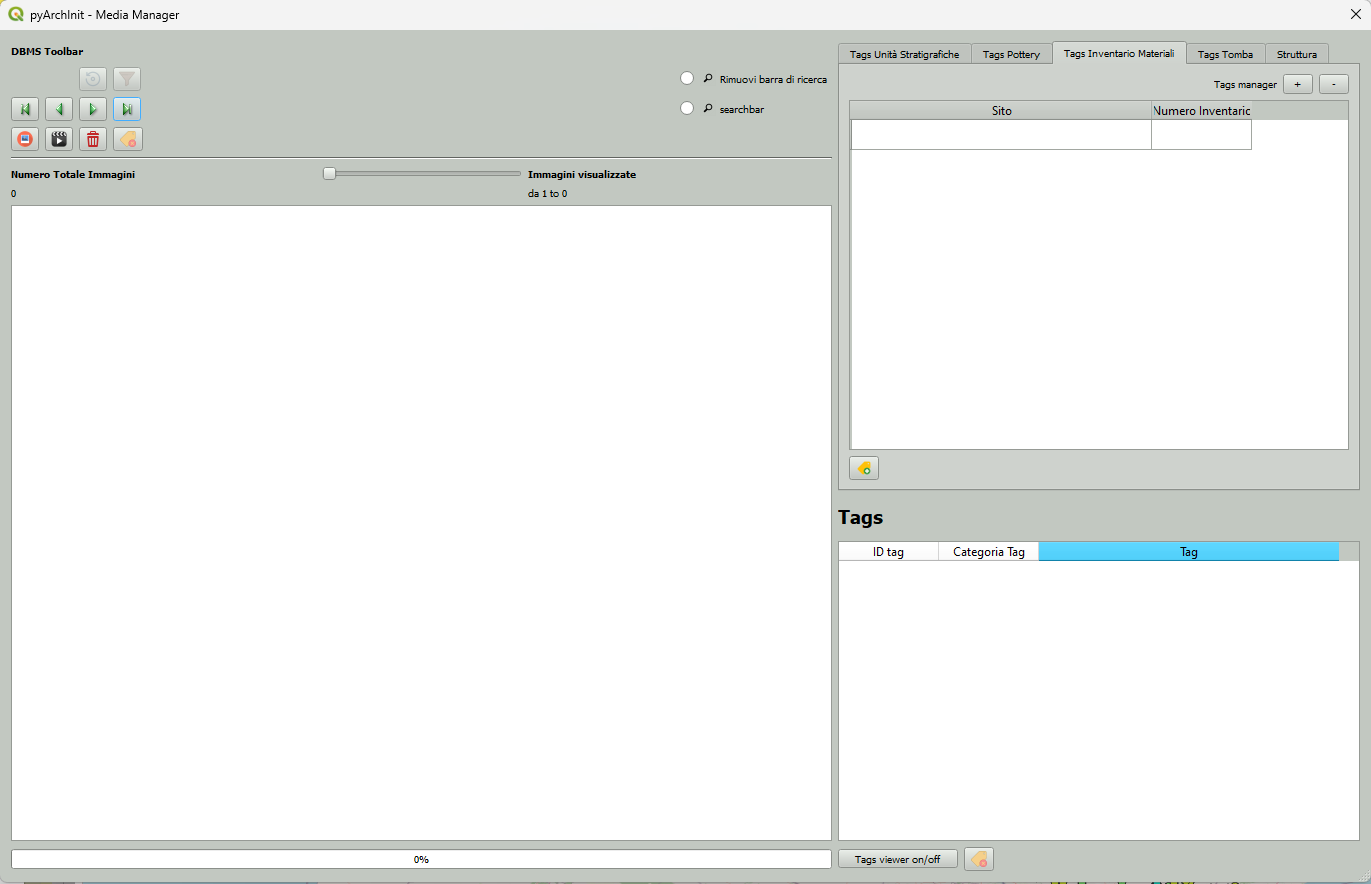 pyArchInit - Media Manager
DBMS Toolbar
Rimuovi barra di ricerca
searchbar
Numero Totale Immagini
Immagini visualizzate
0
da 1 to 0
0%
Tags Unità Stratigrafiche
Tags Pottery
Tags Inventario Materiali
Tags Tomba
Struttura
Tags manager
+
-
Sito
Numero Inventario
Tags
ID tag
Categoria Tag
Tag
Tags viewer on/off